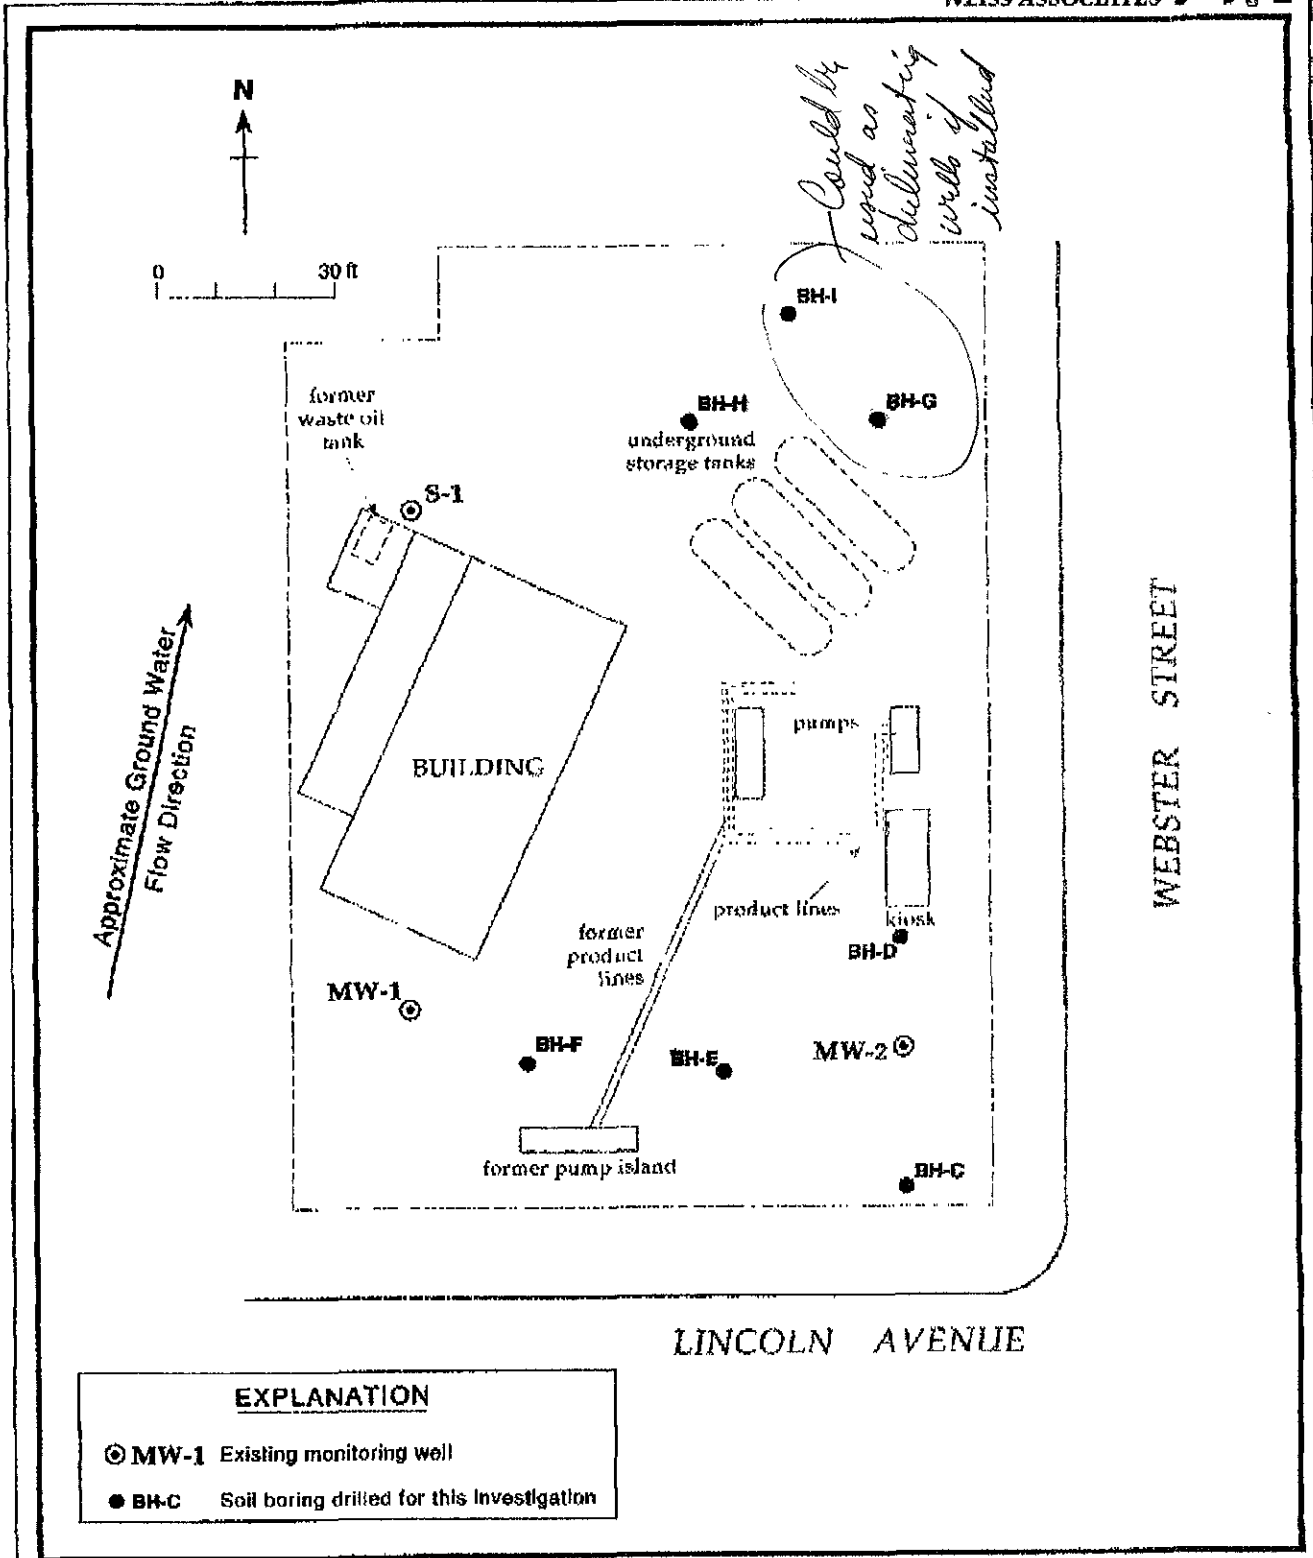 WEISS ASSOCIATES
Could be
used as
delineating
wells if
installed
N
0 30 ft
BH-I
former
waste oil
tank
BH-H
BH-G
underground
storage tanks
S-1
Approximate Ground Water
Flow Direction
BUILDING
pumps
WEBSTER STREET
product lines
kiosk
former
product
lines
BH-D
MW-1
BH-F
BH-E
MW-2
former pump island
BH-C
LINCOLN AVENUE
EXPLANATION
MW-1 Existing monitoring well
BH-C Soil boring drilled for this investigation